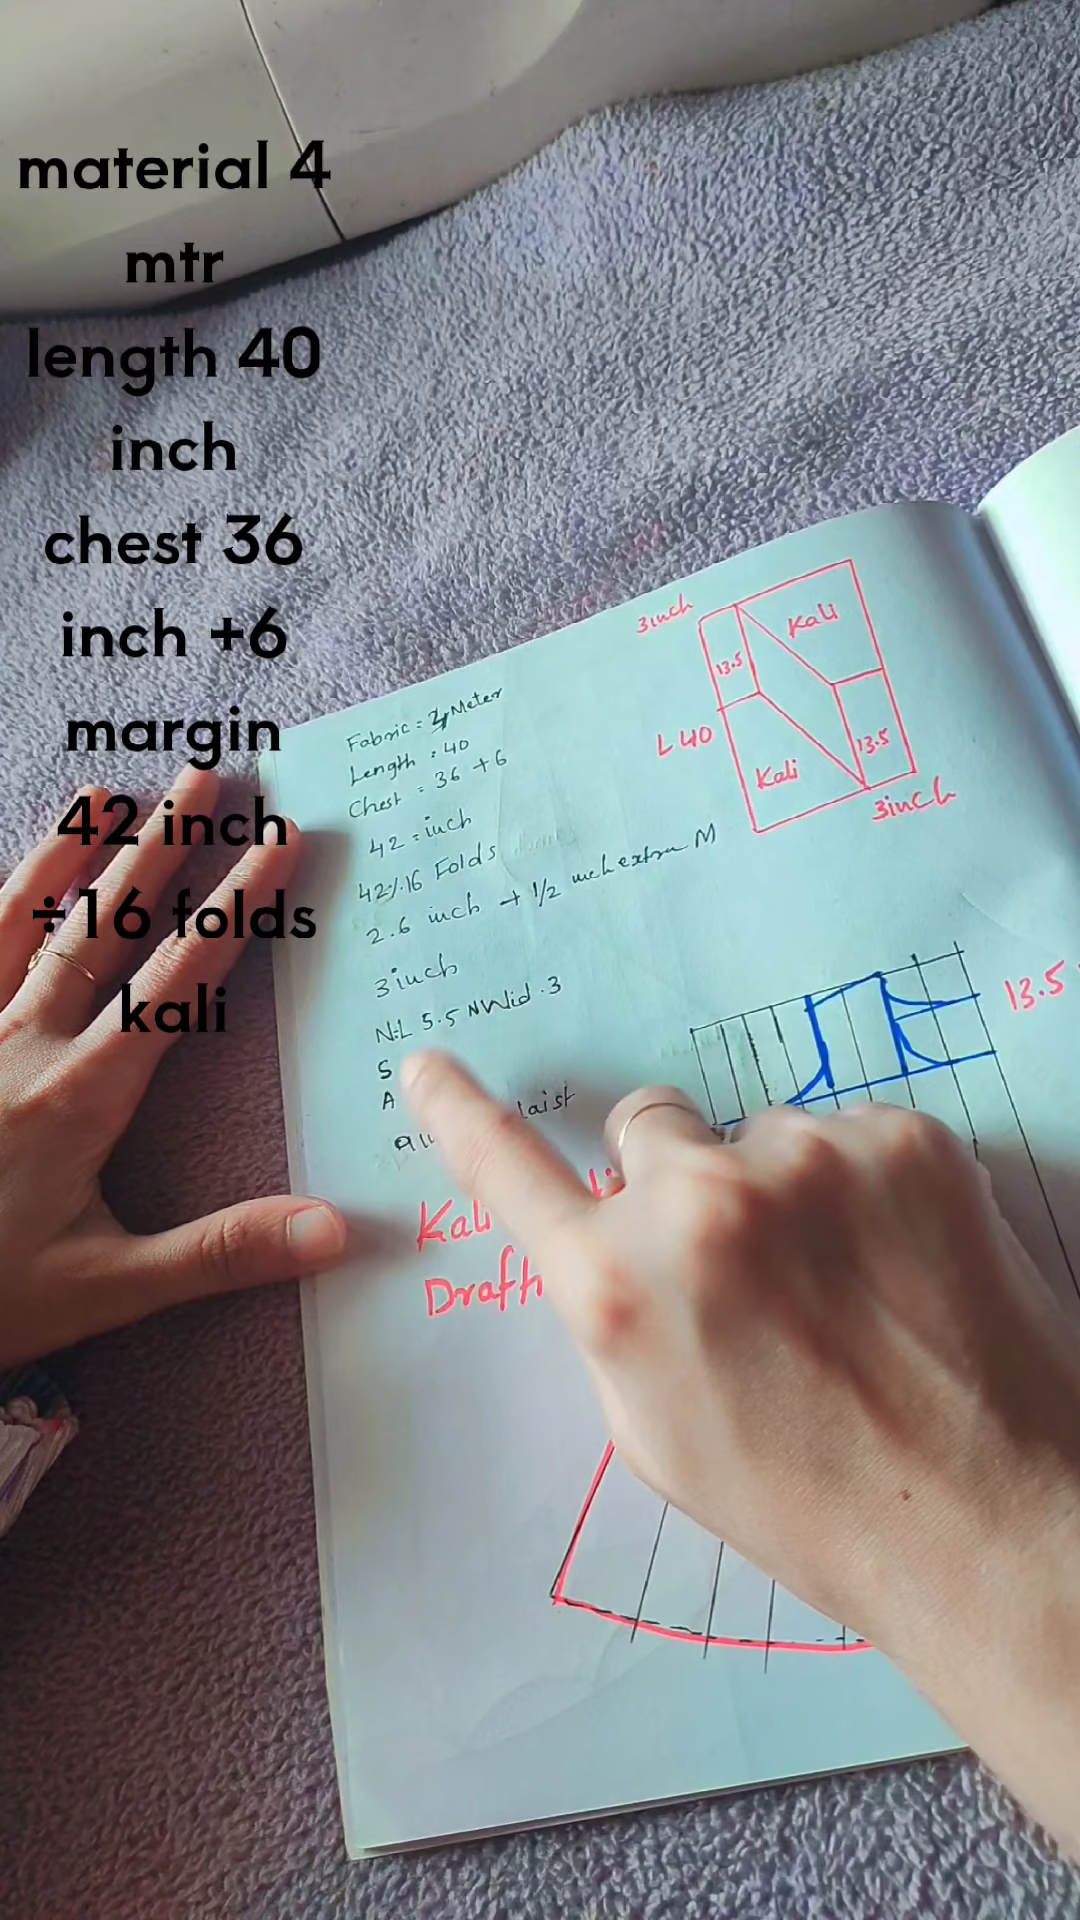 material 4
mtr
length 40
inch
chest 36
inch +6
margin
42 inch
÷16 folds
kali
Fabric = 4 Meter
Length : 40
Chest = 36 + 6
42 = inch
42 % 16 Folds
2.6 inch + 1/2 inch extra M
3 inch
N:L 5.5 NWid .3
S
A
Kali
3inch
Kali
13.5
L 40
13.5
Kali
3inch
13.5